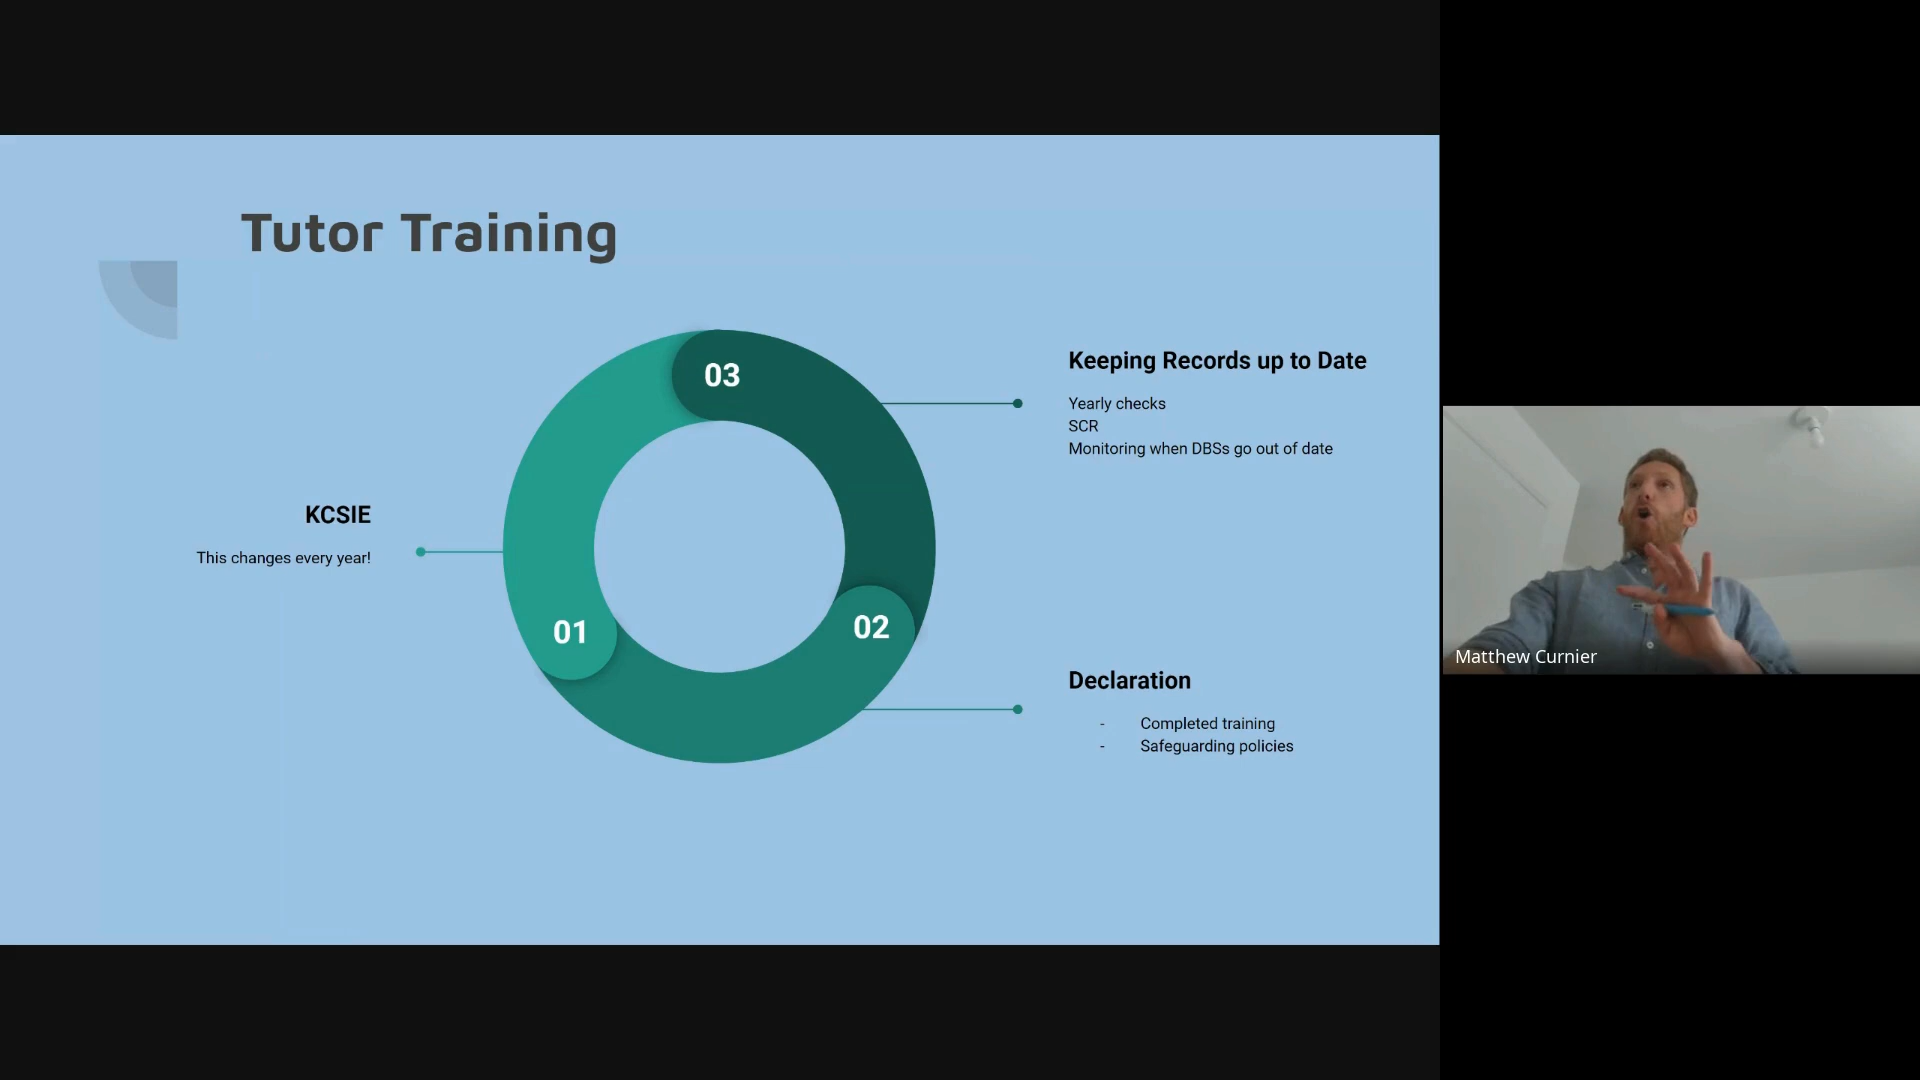 Tutor Training
03
Keeping Records up to Date
Yearly checks
SCR
Monitoring when DBSs go out of date
KCSIE
This changes every year!
01
02
Declaration
- Completed training
- Safeguarding policies
Matthew Curnier